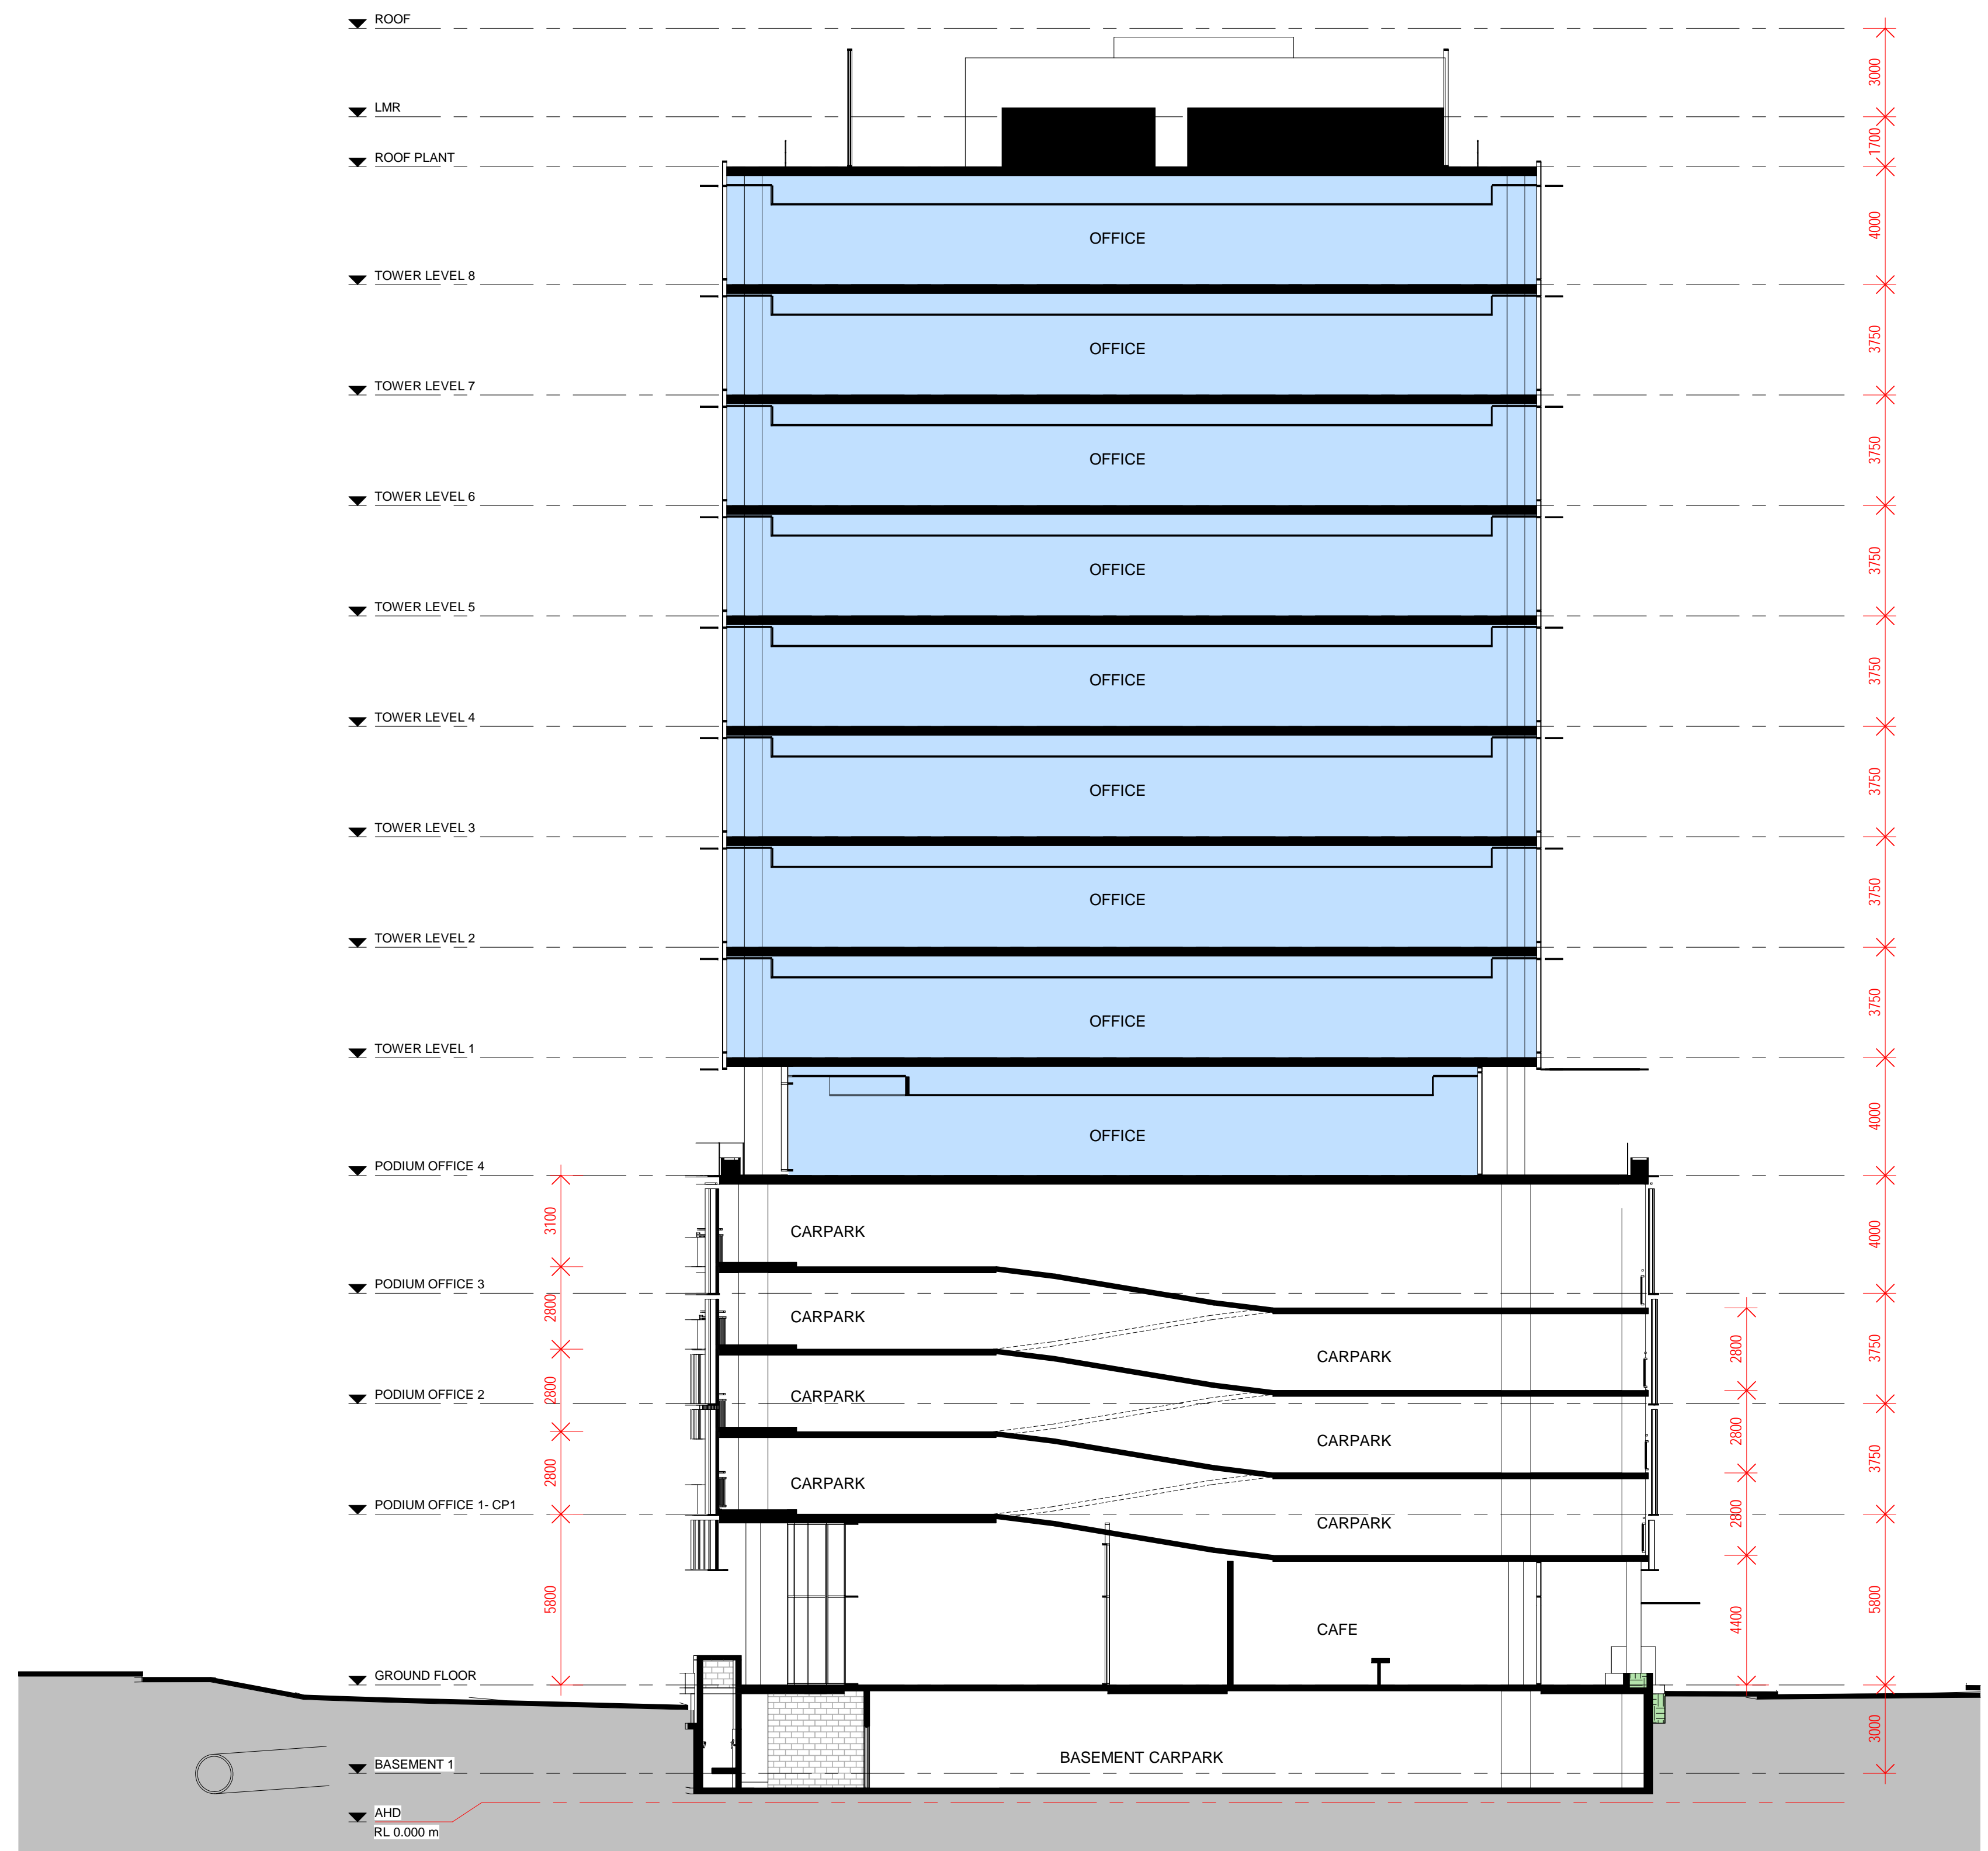 ROOF
3000
LMR
1700
ROOF PLANT
4000
OFFICE
TOWER LEVEL 8
3750
OFFICE
TOWER LEVEL 7
3750
OFFICE
TOWER LEVEL 6
3750
OFFICE
TOWER LEVEL 5
3750
OFFICE
TOWER LEVEL 4
3750
OFFICE
TOWER LEVEL 3
3750
OFFICE
TOWER LEVEL 2
3750
OFFICE
TOWER LEVEL 1
4000
OFFICE
PODIUM OFFICE 4
3100
CARPARK
4000
PODIUM OFFICE 3
2800
CARPARK
CARPARK
2800
3750
PODIUM OFFICE 2
2800
CARPARK
CARPARK
2800
3750
2800
CARPARK
PODIUM OFFICE 1- CP1
CARPARK
2800
5800
CAFE
4400
5800
GROUND FLOOR
3000
BASEMENT CARPARK
BASEMENT 1
AHD
RL 0.000 m